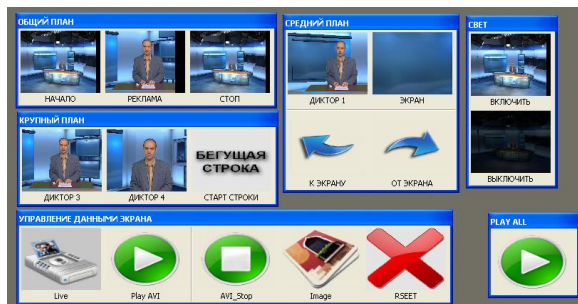 ОБЩИЙ ПЛАН
НАЧАЛО
РЕКЛАМА
СТОП
СРЕДНИЙ ПЛАН
ДИКТОР 1
ЭКРАН
К ЭКРАНУ
ОТ ЭКРАНА
СВЕТ
ВКЛЮЧИТЬ
ВЫКЛЮЧИТЬ
КРУПНЫЙ ПЛАН
ДИКТОР 3
ДИКТОР 4
БЕГУЩАЯ
СТРОКА
СТАРТ СТРОКИ
УПРАВЛЕНИЕ ДАННЫМИ ЭКРАНА
Live
Play AVI
AVI_Stop
Image
RSEET
PLAY ALL